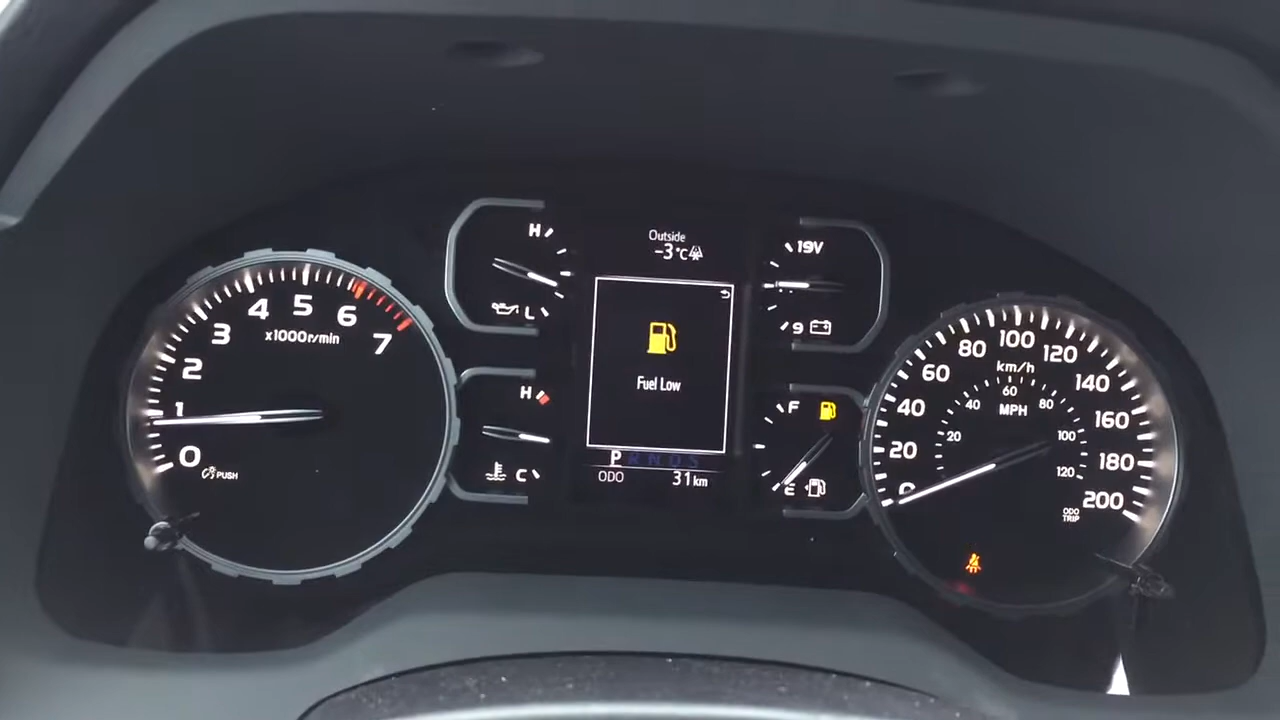 H
L
Outside
-3°C
19V
9
Fuel Low
H
C
F
E
P R N D S
ODO 31 km
0
1
2
3
4
5
6
7
x1000r/min
PUSH
0
20
40
60
80
100
120
140
160
180
200
km/h
20
40
60
80
100
120
MPH
ODO
TRIP